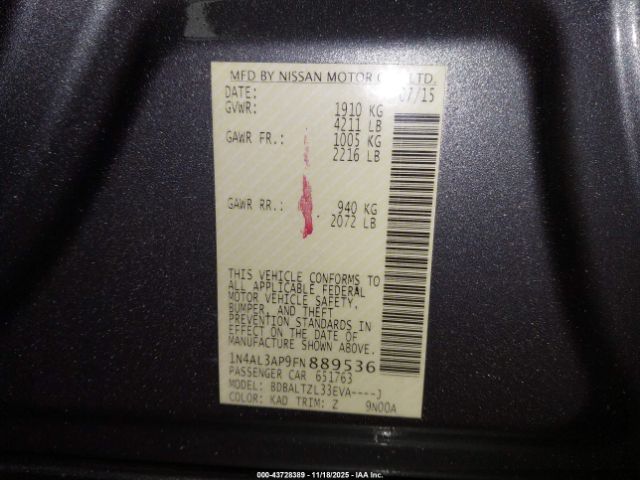 MFD BY NISSAN MOTOR LTD.
DATE: 07/15
GVWR: 1910 KG
4211 LB
GAWR FR.: 1005 KG
2216 LB
GAWR RR.: 940 KG
2072 LB
THIS VEHICLE CONFORMS TO
ALL APPLICABLE FEDERAL
MOTOR VEHICLE SAFETY,
BUMPER, AND THEFT
PREVENTION STANDARDS IN
EFFECT ON THE DATE OF
MANUFACTURE SHOWN ABOVE.
1N4AL3AP9FN889536
PASSENGER CAR 651763
MODEL: BDBALTZL33EVA----J
COLOR: KAD TRIM: Z 9N00A
000-43728389 - 11/18/2025 - IAA Inc.